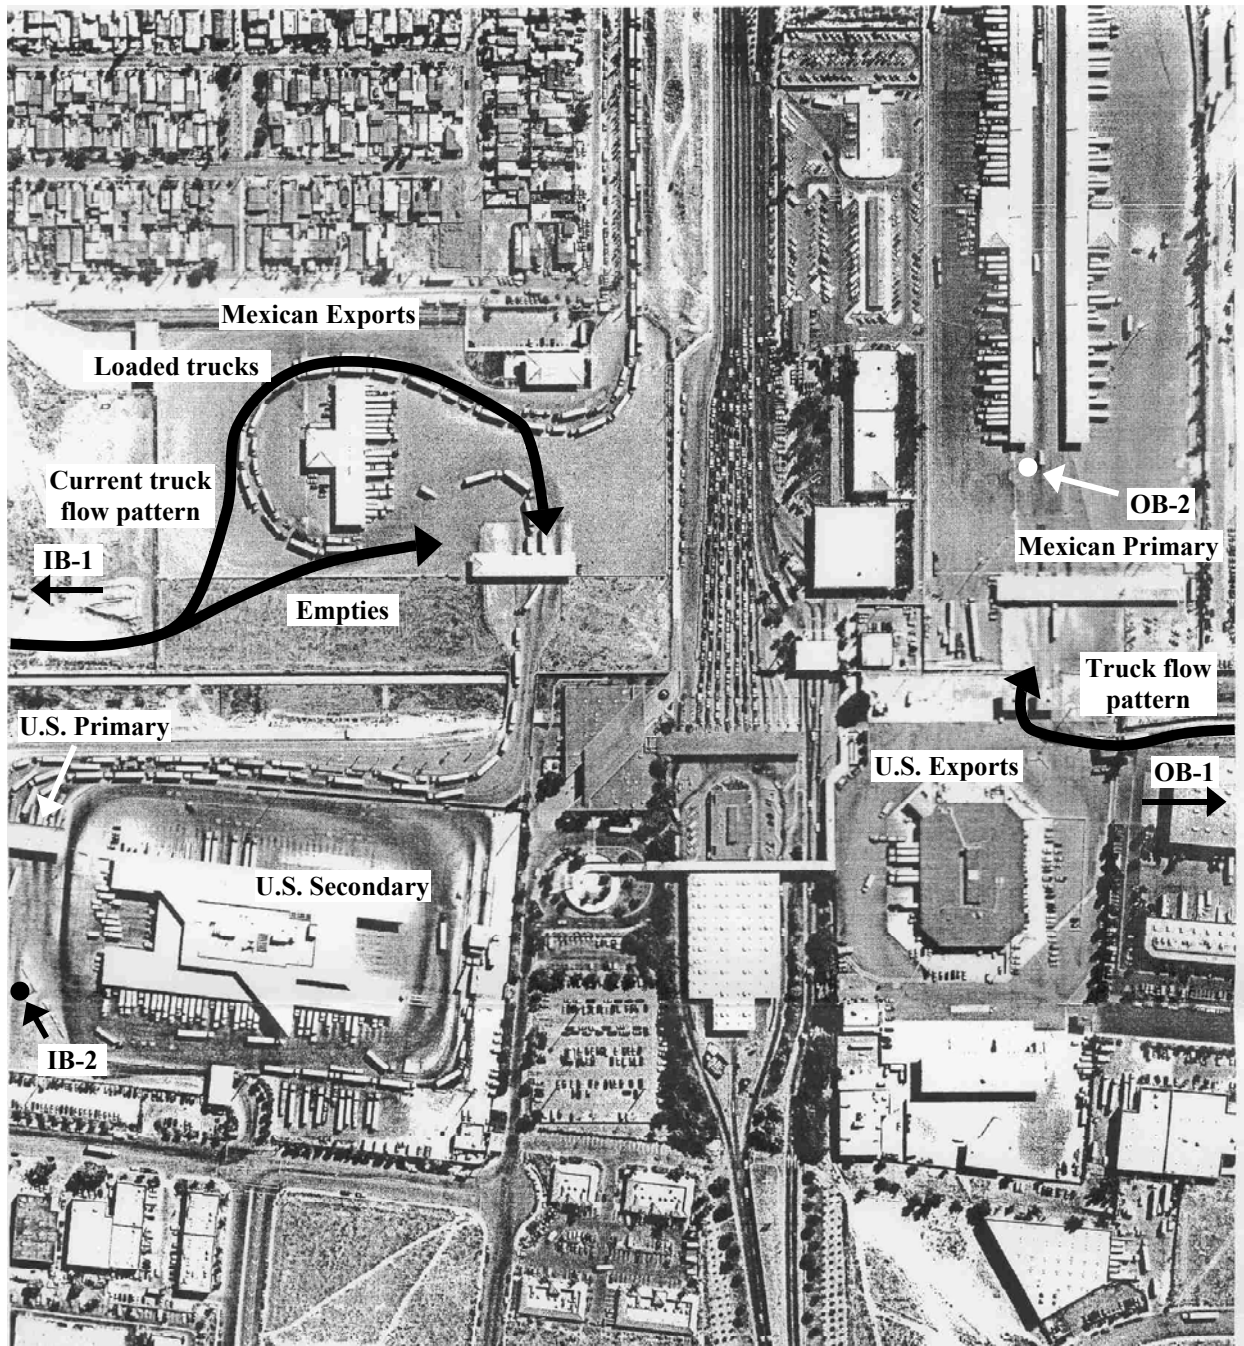 Mexican Exports
Loaded trucks
Current truck
flow pattern
IB-1
Empties
OB-2
Mexican Primary
Truck flow
pattern
U.S. Primary
U.S. Exports
OB-1
U.S. Secondary
IB-2